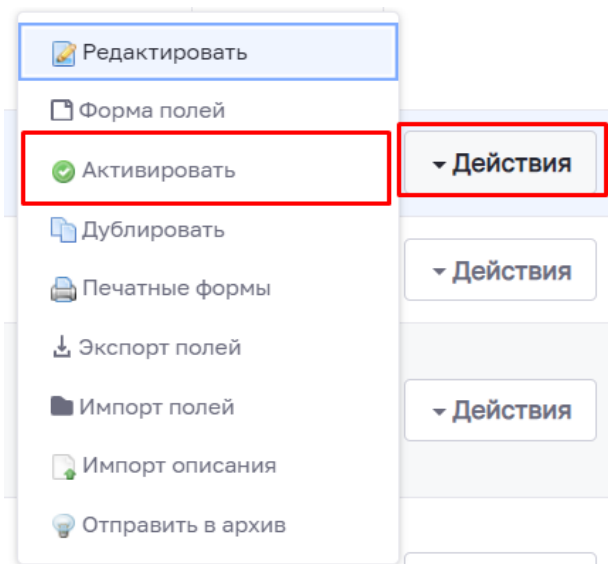 Редактировать
Форма полей
Активировать
Действия
Дублировать
Действия
Печатные формы
Экспорт полей
Импорт полей
Действия
Импорт описания
Отправить в архив